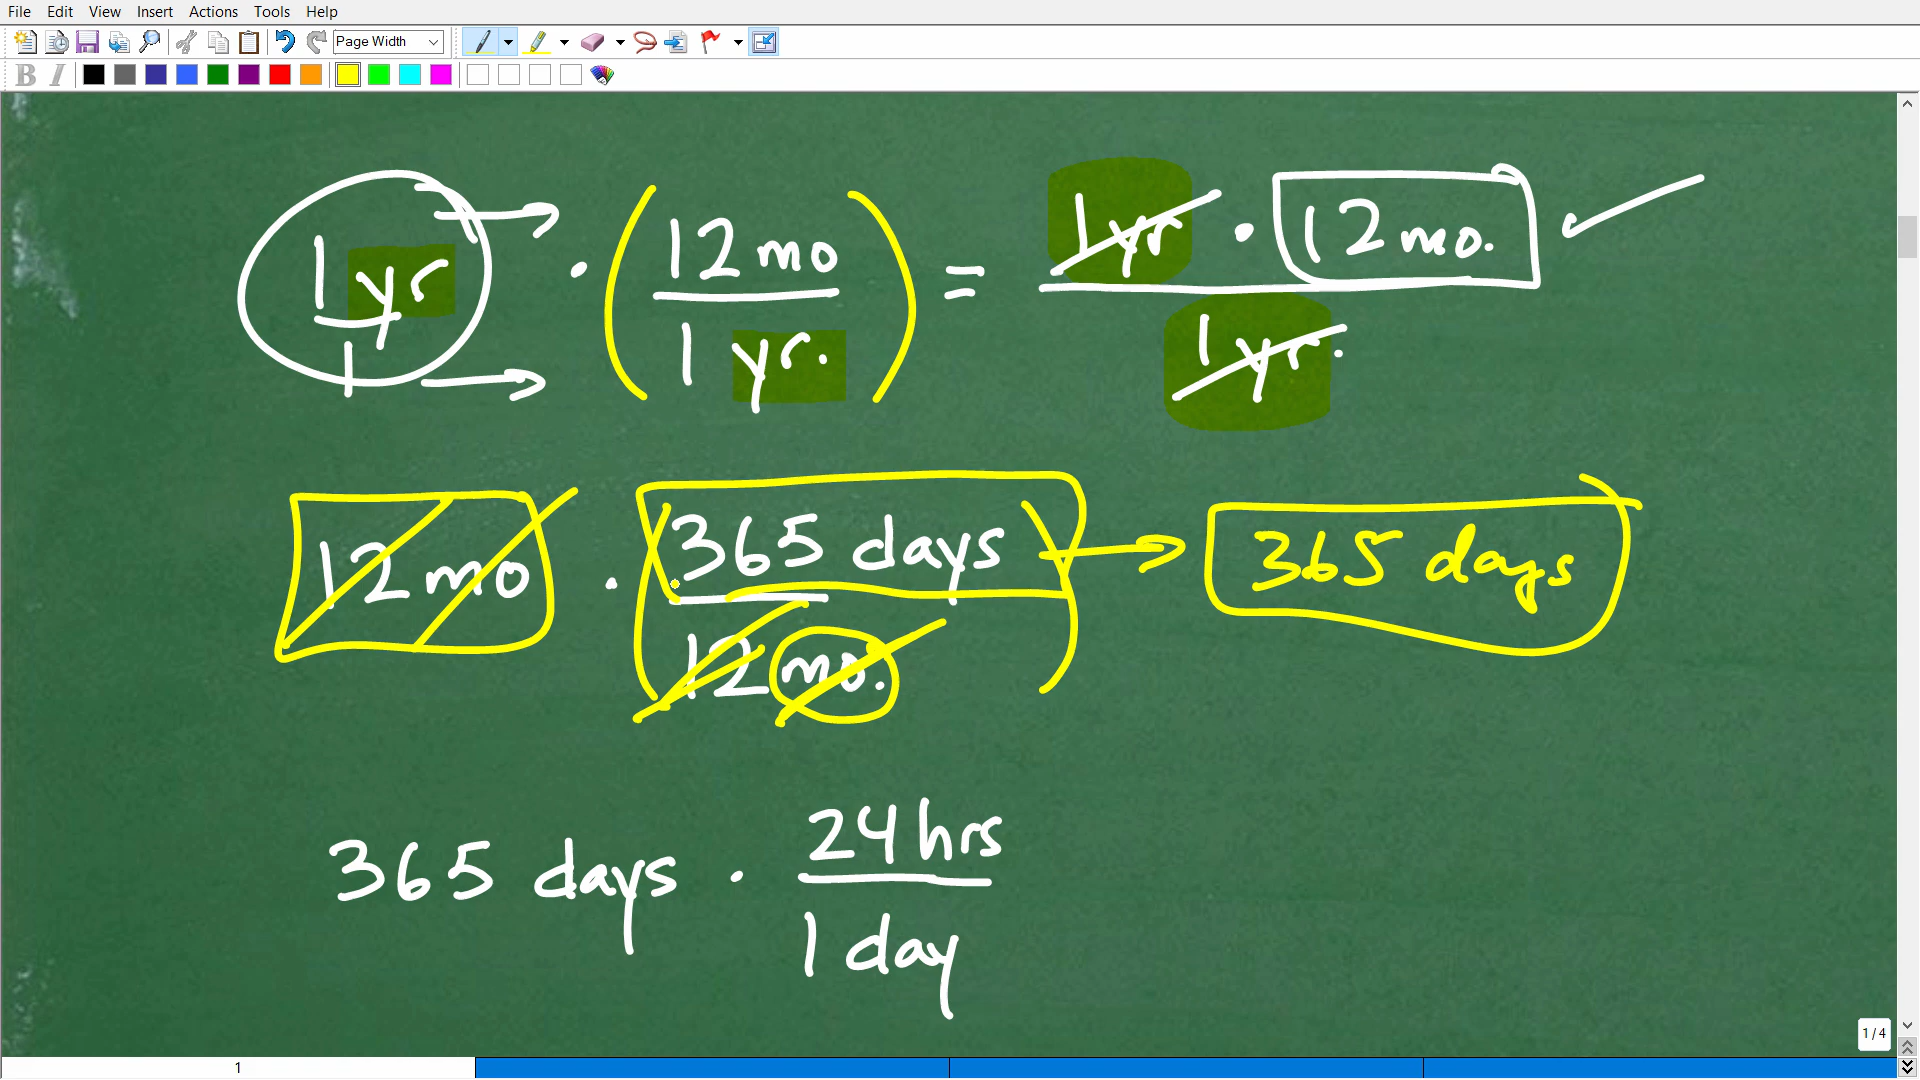 File Edit View Insert Actions Tools Help
Page Width
B I
1 yr / 1 · ( 12 mo / 1 yr. ) = 1 yr · 12 mo. / 1 yr.
12 mo · ( 365 days / 12 mo. ) → 365 days
365 days · 24 hrs / 1 day
1 / 4
1